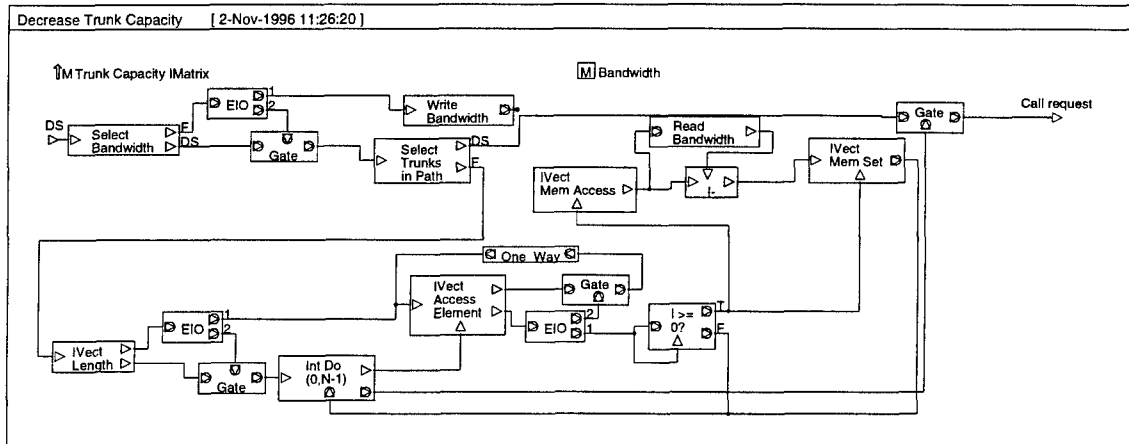 Decrease Trunk Capacity [ 2-Nov-1996 11:26:20 ]
⇑M Trunk Capacity IMatrix
M Bandwidth
DS
Select
Bandwidth
F
DS
EIO
1
2
Gate
Write
Bandwidth
Select
Trunks
in Path
DS
F
Read
Bandwidth
IVect
Mem Access
I-
IVect
Mem Set
Gate
Call request
One Way
IVect
Length
EIO
1
2
Gate
Int Do
(0,N-1)
IVect
Access
Element
Gate
EIO
2
1
I >=
0?
T
F